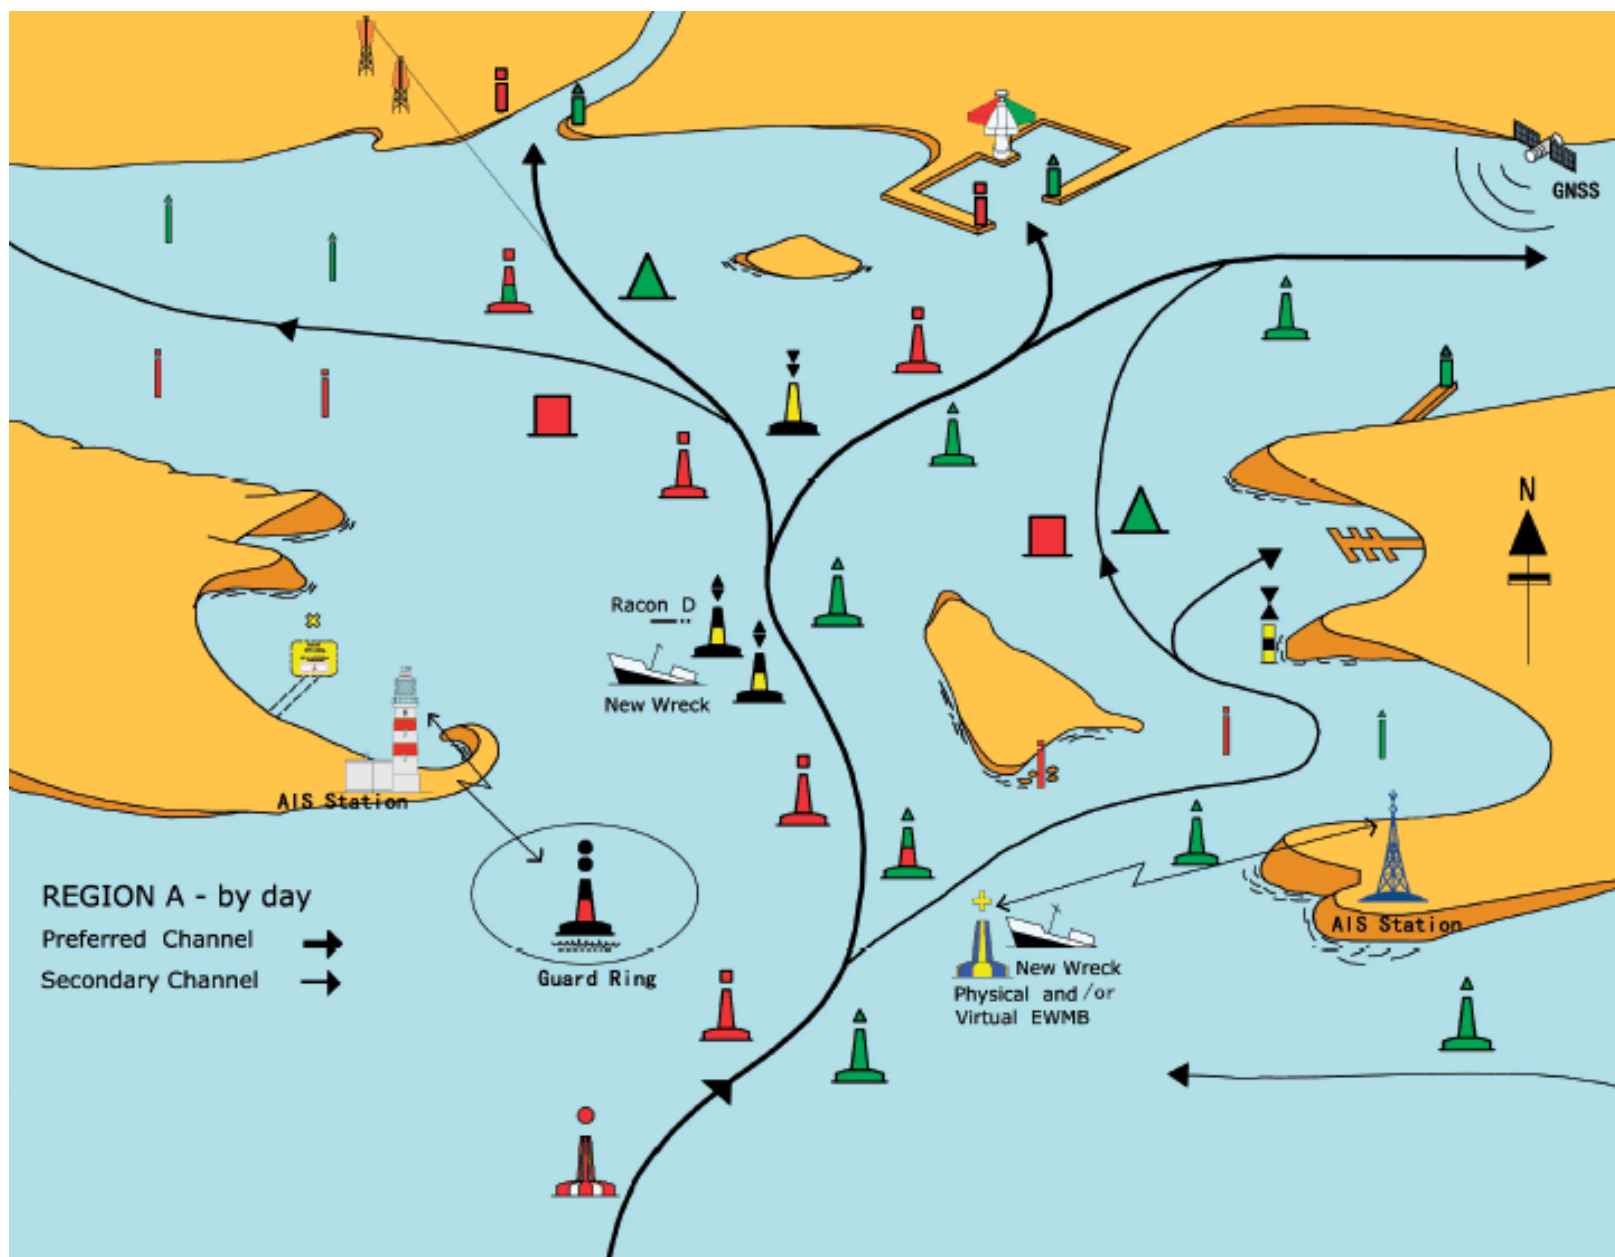 GNSS
N
Racon D
New Wreck
AIS Station
REGION A - by day
Preferred Channel
Secondary Channel
Guard Ring
New Wreck
Physical and/or
Virtual EWMB
AIS Station